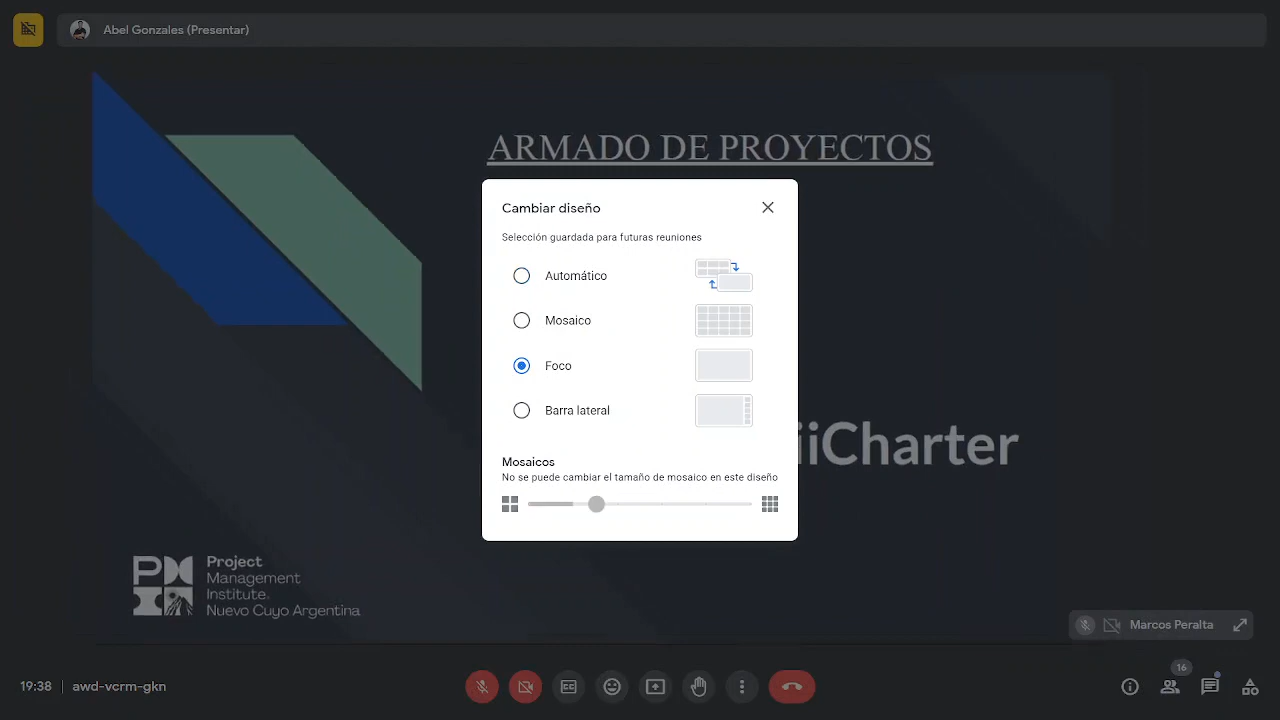 Abel Gonzales (Presentar)
ARMADO DE PROYECTOS
Cambiar diseño
Selección guardada para futuras reuniones
Automático
Mosaico
Foco
Barra lateral
iiCharter
Mosaicos
No se puede cambiar el tamaño de mosaico en este diseño
Project
Management
Institute.
Nuevo Cuyo Argentina
Marcos Peralta
16
19:38
awd-vcrm-gkn